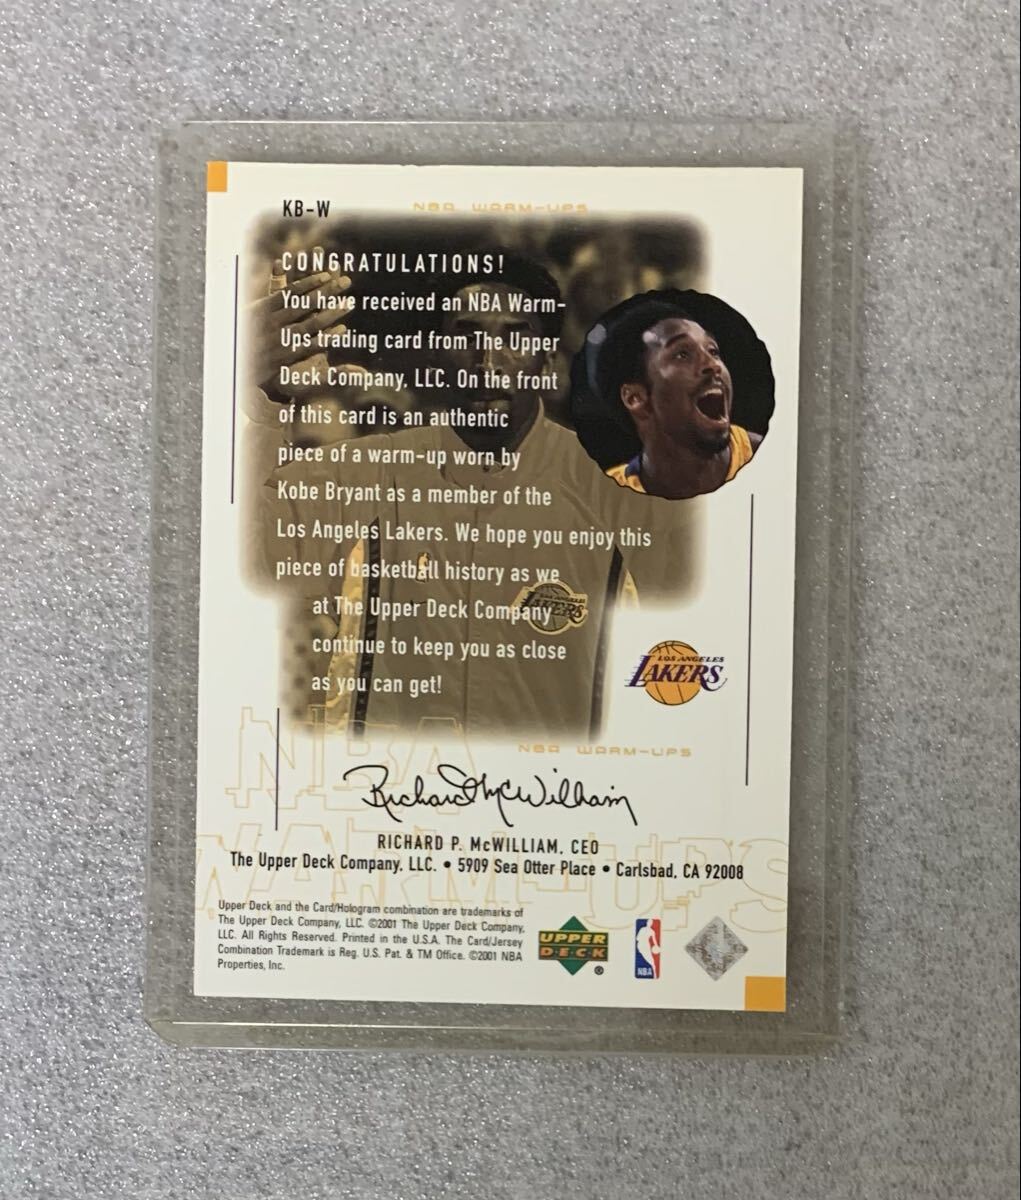 KB-W
NBA WARM-UPS
CONGRATULATIONS!
You have received an NBA Warm-
Ups trading card from The Upper
Deck Company, LLC. On the front
of this card is an authentic
piece of a warm-up worn by
Kobe Bryant as a member of the
Los Angeles Lakers. We hope you enjoy this
piece of basketball history as we
at The Upper Deck Company
continue to keep you as close
as you can get!
LOS ANGELES
LAKERS
LOS ANGELES
LAKERS
NBA WARM-UPS
NBA
WARM-UPS
Richard McWilliam
RICHARD P. McWILLIAM, CEO
The Upper Deck Company, LLC. • 5909 Sea Otter Place • Carlsbad, CA 92008
Upper Deck and the Card/Hologram combination are trademarks of
The Upper Deck Company, LLC. ©2001 The Upper Deck Company,
LLC. All Rights Reserved. Printed in the U.S.A. The Card/Jersey
Combination Trademark is Reg. U.S. Pat. & TM Office. ©2001 NBA
Properties, Inc.
UPPER
DECK
®
NBA